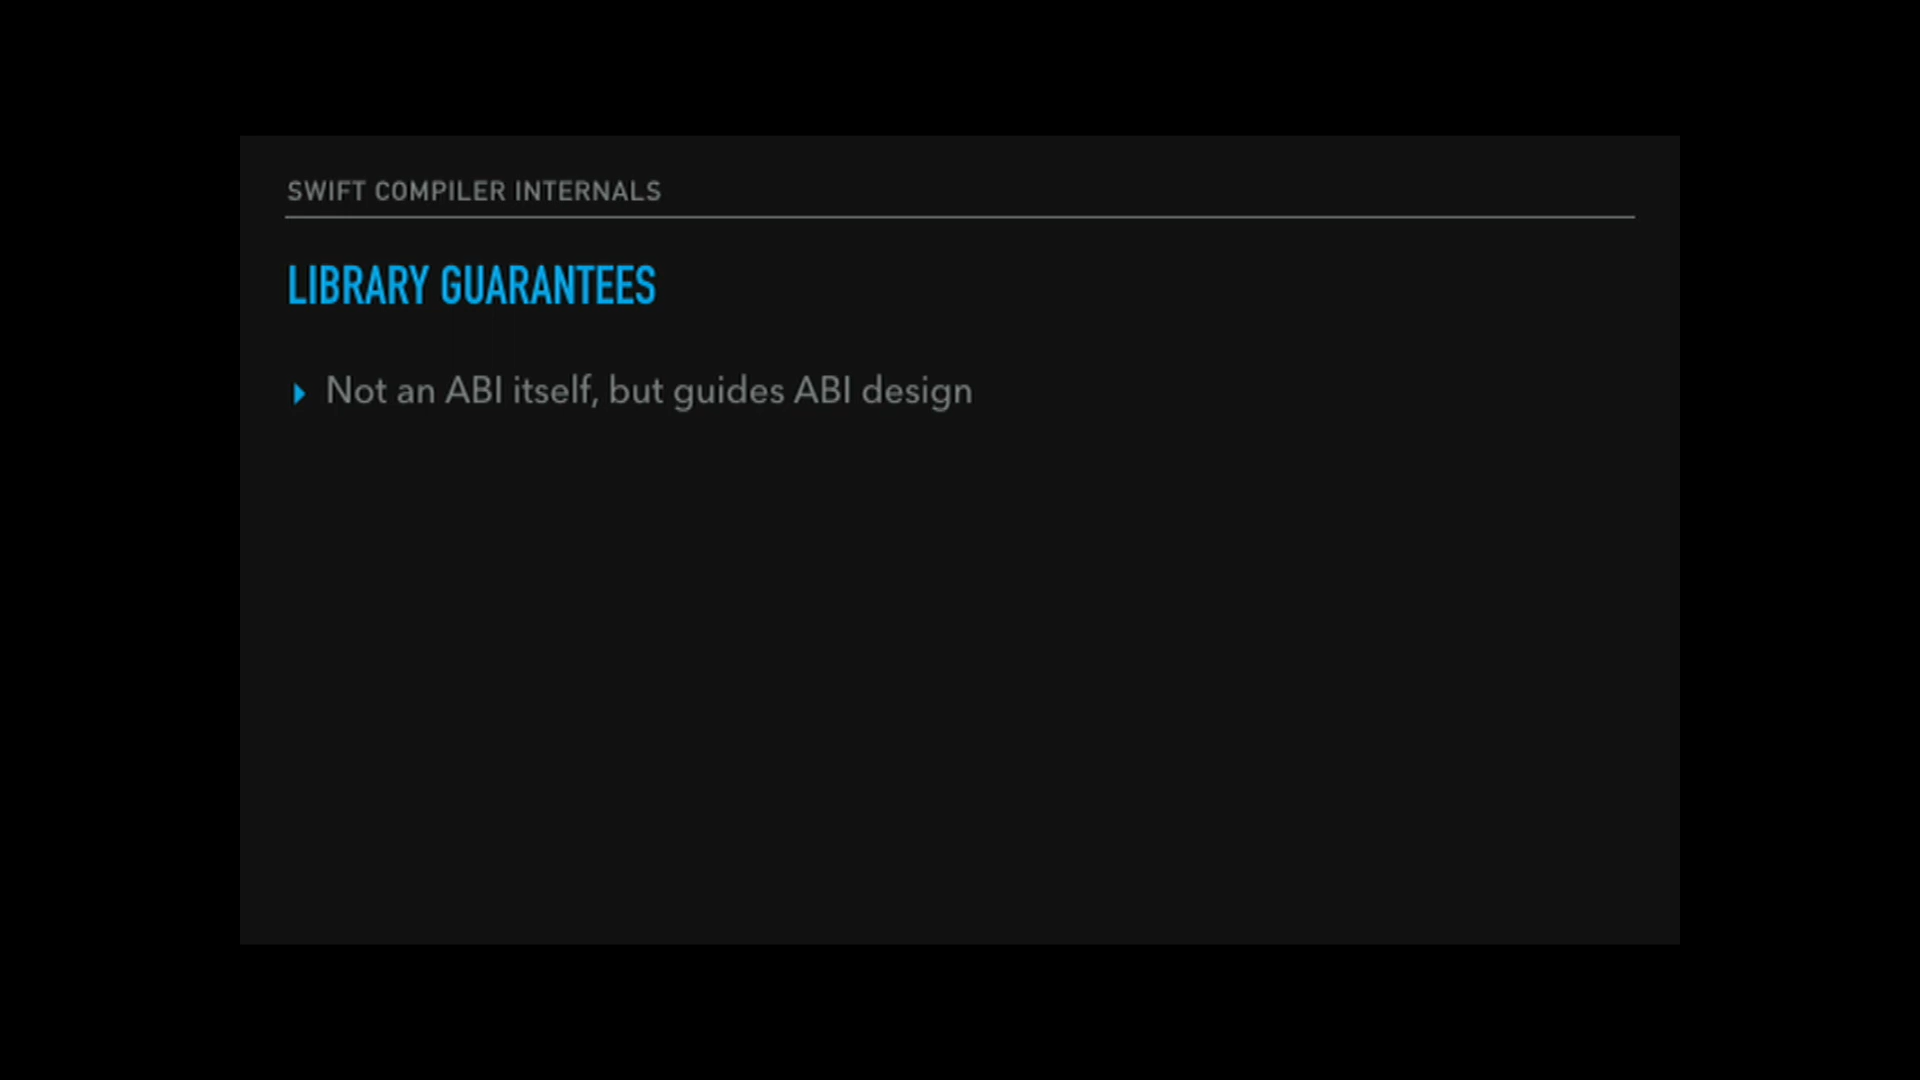 SWIFT COMPILER INTERNALS
LIBRARY GUARANTEES
Not an ABI itself, but guides ABI design